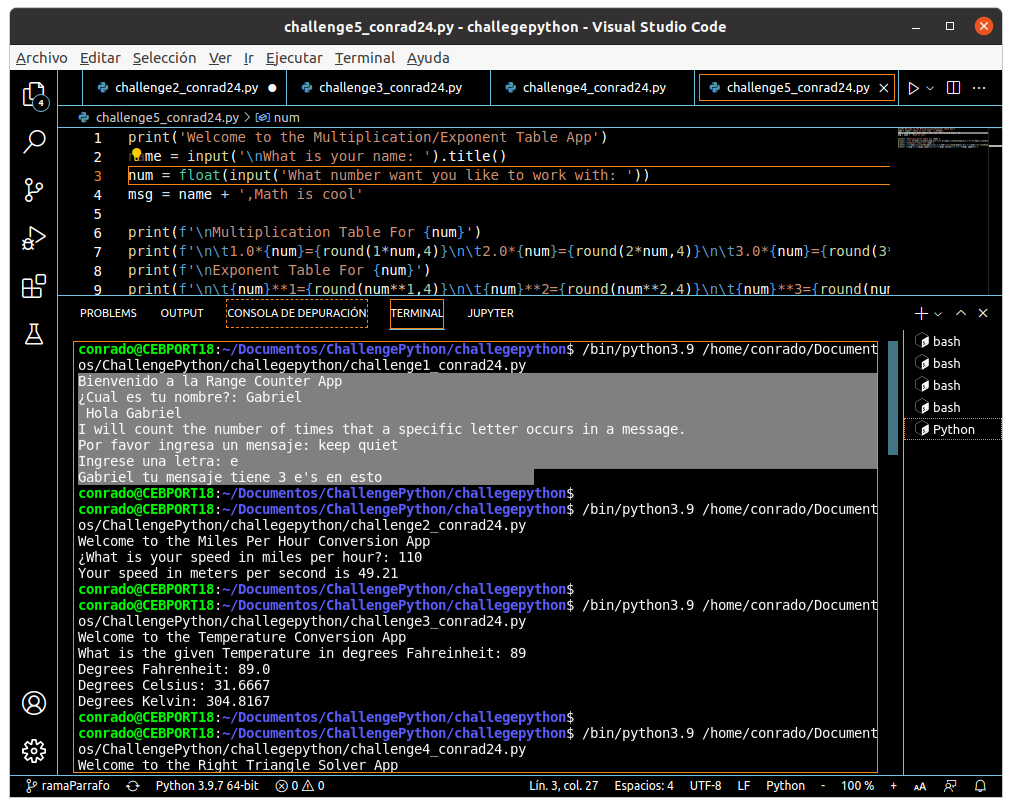 challenge5_conrad24.py - challegepython - Visual Studio Code
Archivo Editar Selección Ver Ir Ejecutar Terminal Ayuda
4
challenge2_conrad24.py challenge3_conrad24.py challenge4_conrad24.py challenge5_conrad24.py
challenge5_conrad24.py > num
1 print('Welcome to the Multiplication/Exponent Table App')
2 name = input('\nWhat is your name: ').title()
3 num = float(input('What number want you like to work with: '))
4 msg = name + ',Math is cool'
5
6 print(f'\nMultiplication Table For {num}')
7 print(f'\n\t1.0*{num}={round(1*num,4)}\n\t2.0*{num}={round(2*num,4)}\n\t3.0*{num}={round(3*
8 print(f'\nExponent Table For {num}')
9 print(f'\n\t{num}**1={round(num**1,4)}\n\t{num}**2={round(num**2,4)}\n\t{num}**3={round(nu
PROBLEMS OUTPUT CONSOLA DE DEPURACIÓN TERMINAL JUPYTER
conrado@CEBPORT18:~/Documentos/ChallengePython/challegepython$ /bin/python3.9 /home/conrado/Document
os/ChallengePython/challegepython/challenge1_conrad24.py
Bienvenido a la Range Counter App
¿Cual es tu nombre?: Gabriel
Hola Gabriel
I will count the number of times that a specific letter occurs in a message.
Por favor ingresa un mensaje: keep quiet
Ingrese una letra: e
Gabriel tu mensaje tiene 3 e's en esto
conrado@CEBPORT18:~/Documentos/ChallengePython/challegepython$
conrado@CEBPORT18:~/Documentos/ChallengePython/challegepython$ /bin/python3.9 /home/conrado/Document
os/ChallengePython/challegepython/challenge2_conrad24.py
Welcome to the Miles Per Hour Conversion App
¿What is your speed in miles per hour?: 110
Your speed in meters per second is 49.21
conrado@CEBPORT18:~/Documentos/ChallengePython/challegepython$
conrado@CEBPORT18:~/Documentos/ChallengePython/challegepython$ /bin/python3.9 /home/conrado/Document
os/ChallengePython/challegepython/challenge3_conrad24.py
Welcome to the Temperature Conversion App
What is the given Temperature in degrees Fahreinheit: 89
Degrees Fahrenheit: 89.0
Degrees Celsius: 31.6667
Degrees Kelvin: 304.8167
conrado@CEBPORT18:~/Documentos/ChallengePython/challegepython$
conrado@CEBPORT18:~/Documentos/ChallengePython/challegepython$ /bin/python3.9 /home/conrado/Document
os/ChallengePython/challegepython/challenge4_conrad24.py
Welcome to the Right Triangle Solver App
bash
bash
bash
bash
Python
ramaParrafo Python 3.9.7 64-bit 0 0 Lín. 3, col. 27 Espacios: 4 UTF-8 LF Python - 100 % + AA